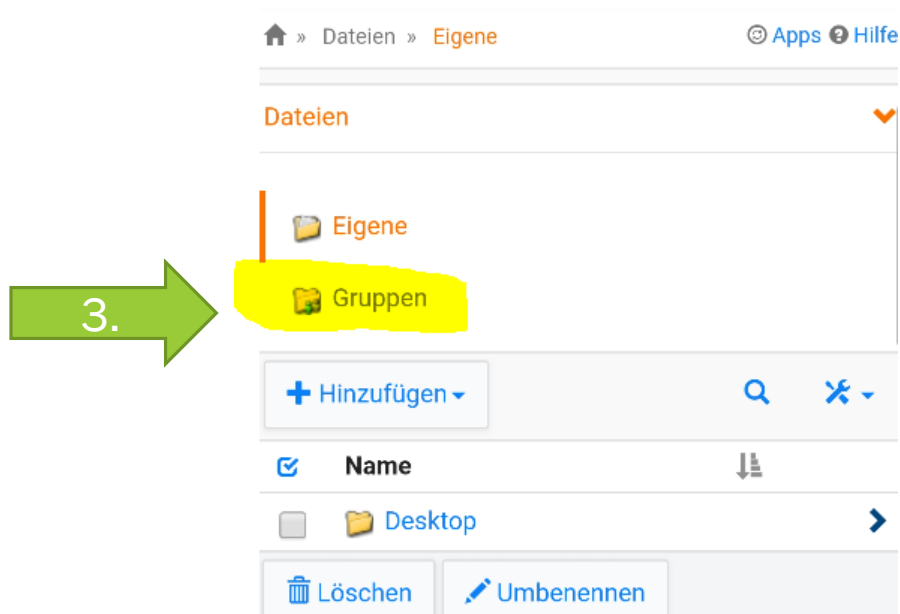 » Dateien » Eigene Apps Hilfe
Dateien
Eigene
Gruppen
3.
Hinzufügen
Name
Desktop
Löschen Umbenennen